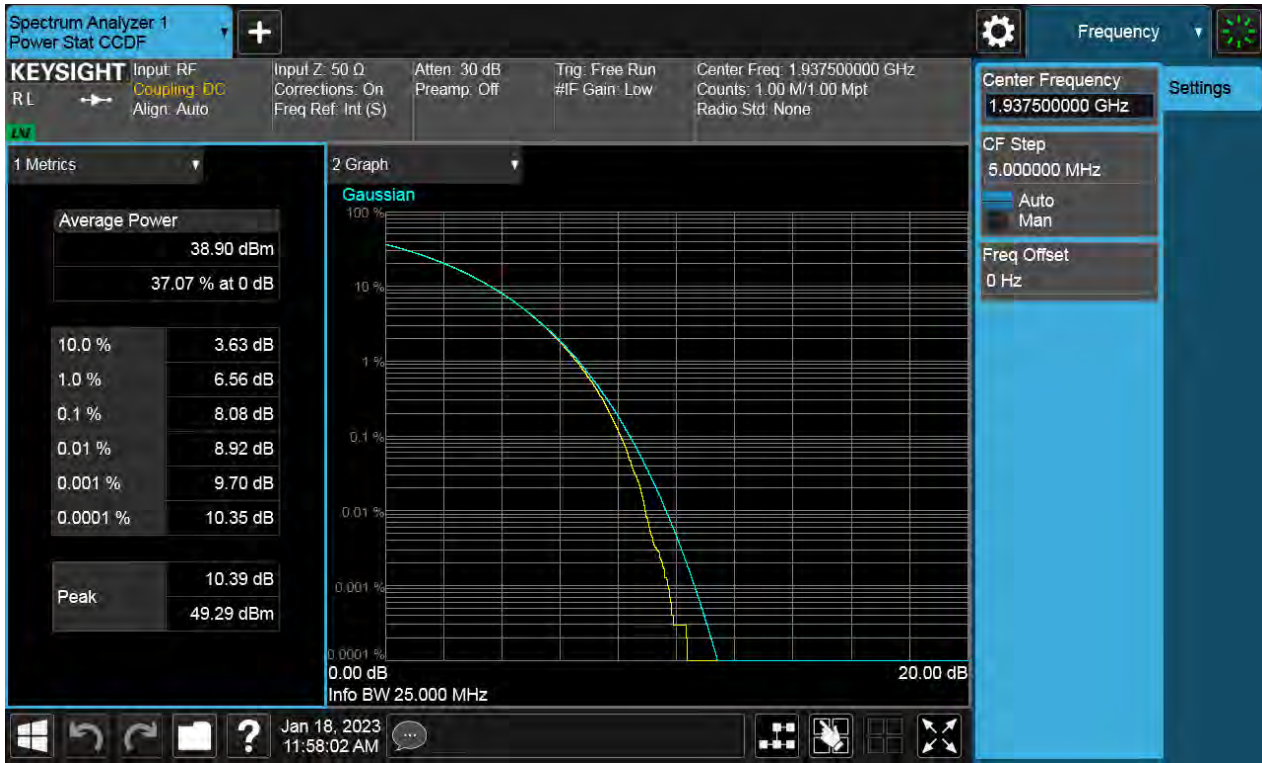 Spectrum Analyzer 1
Power Stat CCDF
Frequency
KEYSIGHT
R L
LXI
Input: RF
Coupling: DC
Align: Auto
Input Z: 50 Ω
Corrections: On
Freq Ref: Int (S)
Atten: 30 dB
Preamp: Off
Trig: Free Run
#IF Gain: Low
Center Freq: 1.937500000 GHz
Counts: 1.00 M/1.00 Mpt
Radio Std: None
Center Frequency
1.937500000 GHz
Settings
CF Step
5.000000 MHz
Auto
Man
Freq Offset
0 Hz
1 Metrics
Average Power
38.90 dBm
37.07 % at 0 dB
10.0 % 3.63 dB
1.0 % 6.56 dB
0.1 % 8.08 dB
0.01 % 8.92 dB
0.001 % 9.70 dB
0.0001 % 10.35 dB
Peak
10.39 dB
49.29 dBm
2 Graph
Gaussian
100 %
10 %
1 %
0.1 %
0.01 %
0.001 %
0.0001 %
0.00 dB 20.00 dB
Info BW 25.000 MHz
?
Jan 18, 2023
11:58:02 AM